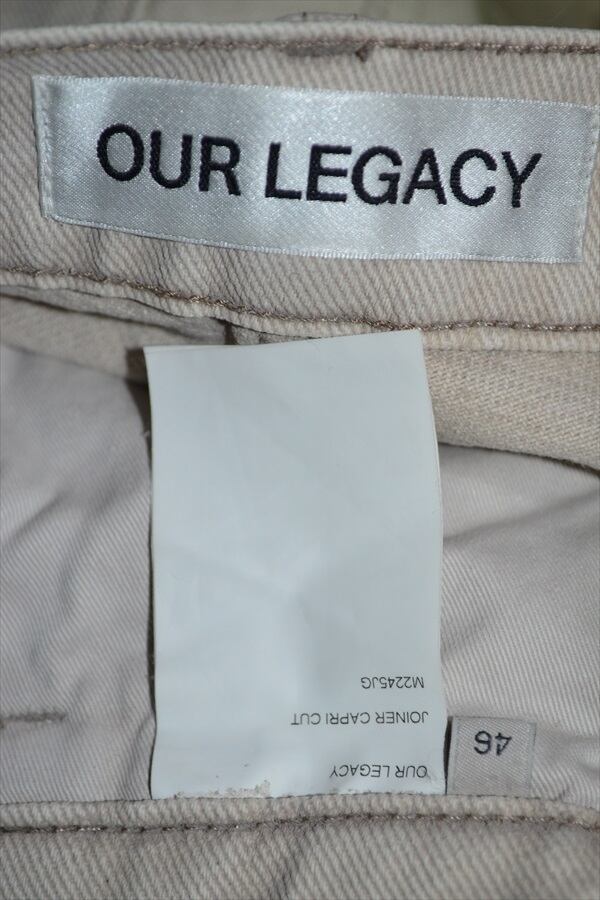 OUR LEGACY
OUR LEGACY
JOINER CAPRI CUT
M2245JG
46